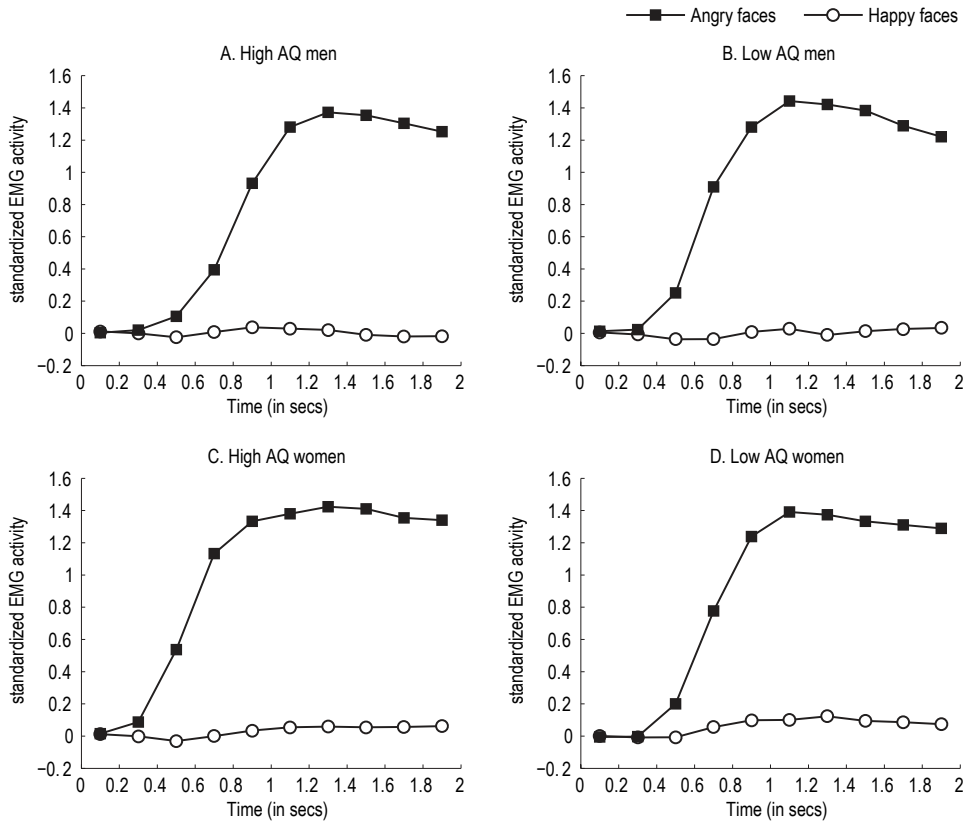 Angry faces Happy faces
A. High AQ men
1.6
1.4
1.2
1
0.8
0.6
0.4
0.2
0
−0.2
standardized EMG activity
0 0.2 0.4 0.6 0.8 1 1.2 1.4 1.6 1.8 2
Time (in secs)
B. Low AQ men
1.6
1.4
1.2
1
0.8
0.6
0.4
0.2
0
−0.2
standardized EMG activity
0 0.2 0.4 0.6 0.8 1 1.2 1.4 1.6 1.8 2
Time (in secs)
C. High AQ women
1.6
1.4
1.2
1
0.8
0.6
0.4
0.2
0
−0.2
standardized EMG activity
0 0.2 0.4 0.6 0.8 1 1.2 1.4 1.6 1.8 2
Time (in secs)
D. Low AQ women
1.6
1.4
1.2
1
0.8
0.6
0.4
0.2
0
−0.2
standardized EMG activity
0 0.2 0.4 0.6 0.8 1 1.2 1.4 1.6 1.8 2
Time (in secs)